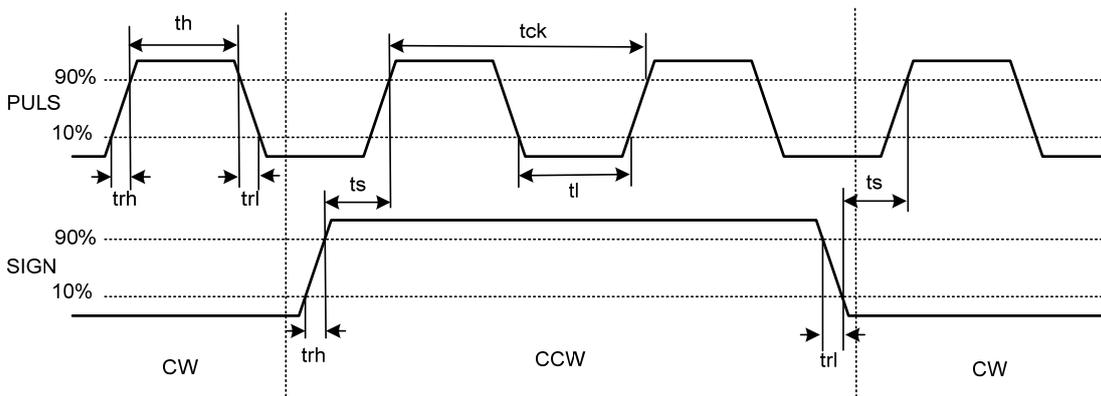 th
tck
90%
PULS
10%
trh
trl
ts
tl
ts
90%
SIGN
10%
trh
trl
CW
CCW
CW